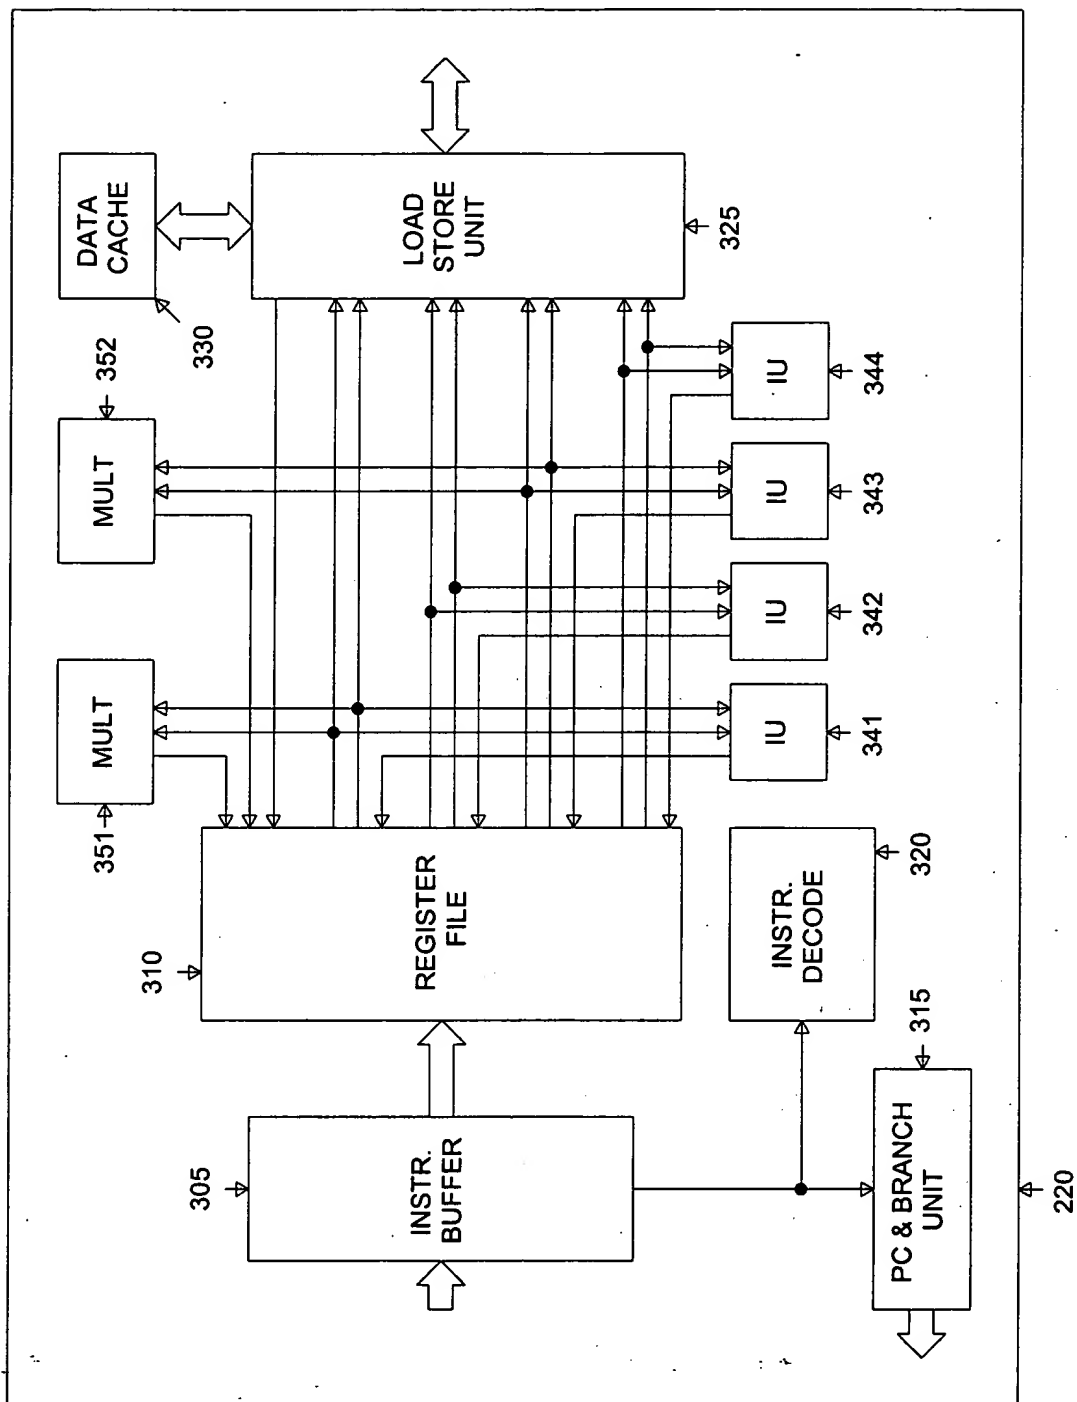 305
INSTR.
BUFFER
310
REGISTER
FILE
351
MULT
352
MULT
330
DATA
CACHE
LOAD
STORE
UNIT
325
PC & BRANCH
UNIT
315
INSTR.
DECODE
320
IU
341
IU
342
IU
343
IU
344
220